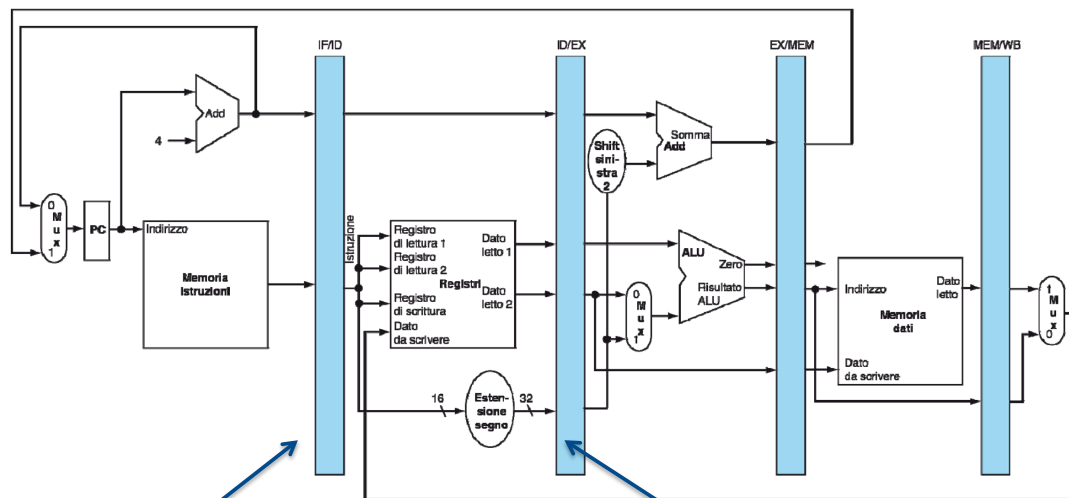 IF/ID
ID/EX
EX/MEM
MEM/WB
Add
4
0
M
u
x
1
PC
Indirizzo
Memoria
istruzioni
Istruzione
Registro
di lettura 1
Registro
di lettura 2
Registro
di scrittura
Dato
da scrivere
Registri
Dato
letto 1
Dato
letto 2
16
Esten-
sione
segno
32
Shift
sini-
stra
2
Somma
Add
0
M
u
x
1
ALU
Zero
Risultato
ALU
Indirizzo
Memoria
dati
Dato
letto
Dato
da scrivere
1
M
u
x
0